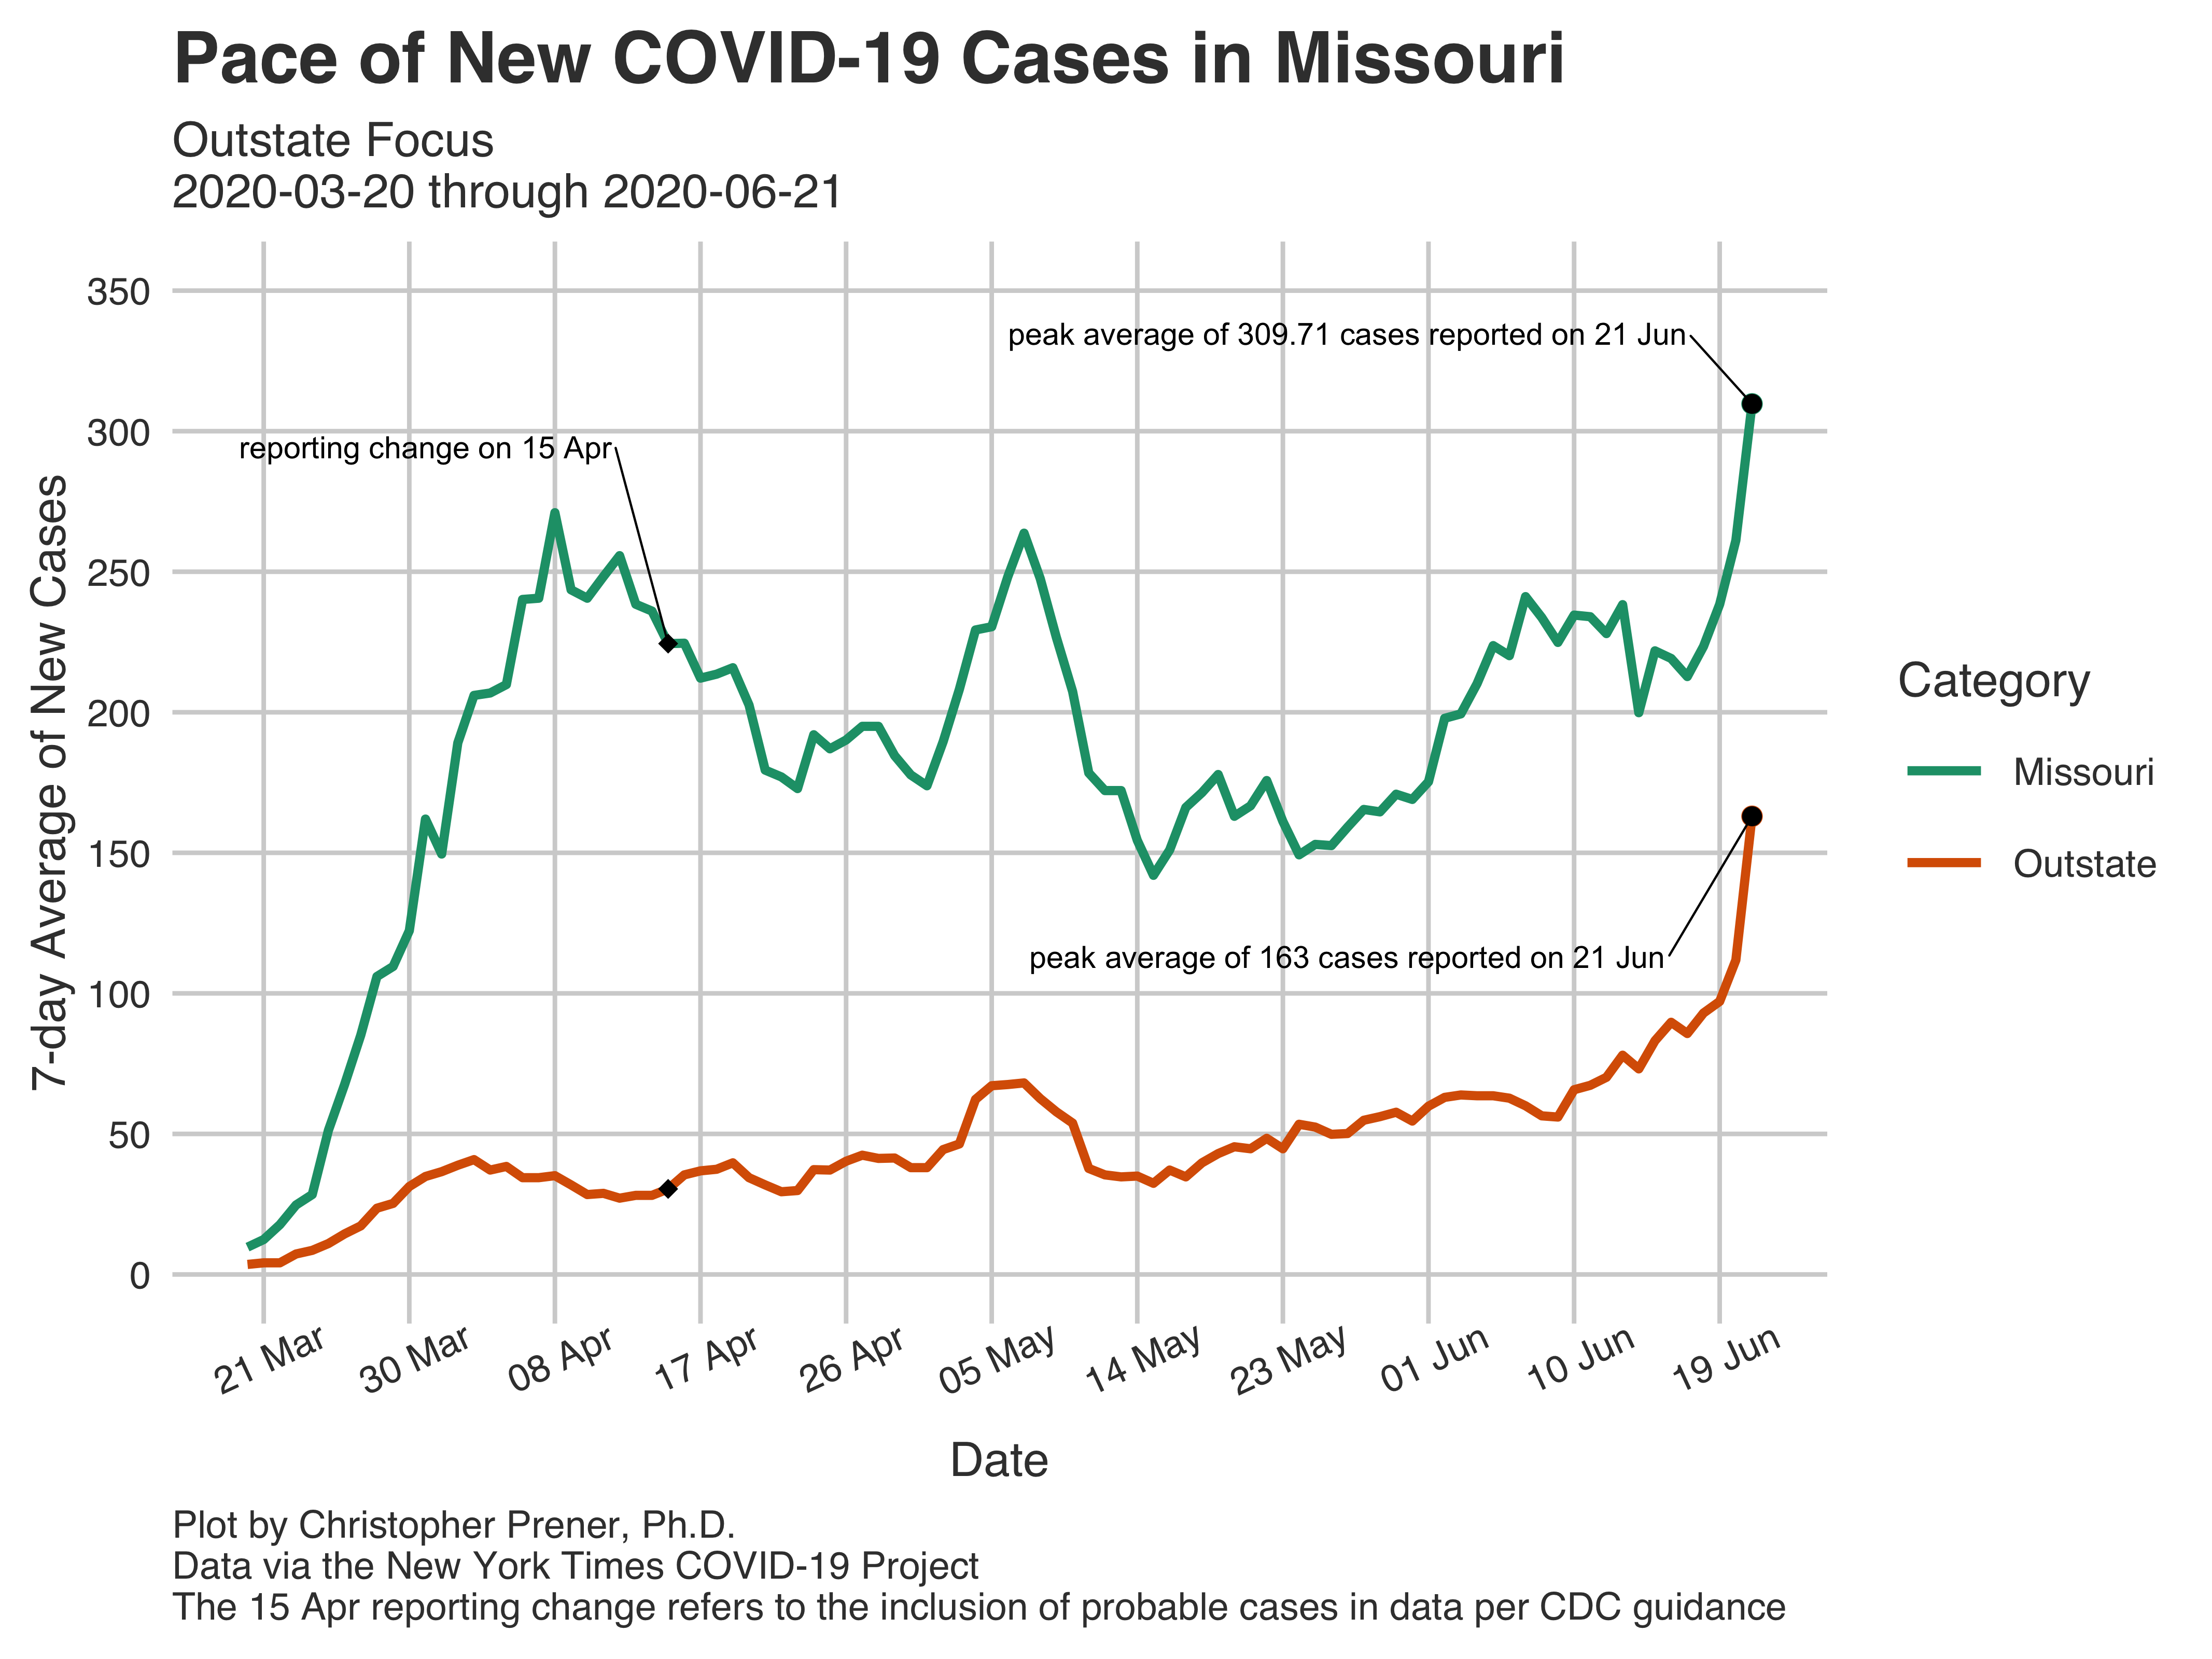 Pace of New COVID-19 Cases in Missouri
Outstate Focus
2020-03-20 through 2020-06-21
7-day Average of New Cases
350
300
250
200
150
100
50
0
peak average of 309.71 cases reported on 21 Jun
reporting change on 15 Apr
peak average of 163 cases reported on 21 Jun
Category
Missouri
Outstate
21 Mar
30 Mar
08 Apr
17 Apr
26 Apr
05 May
14 May
23 May
01 Jun
10 Jun
19 Jun
Date
Plot by Christopher Prener, Ph.D.
Data via the New York Times COVID-19 Project
The 15 Apr reporting change refers to the inclusion of probable cases in data per CDC guidance